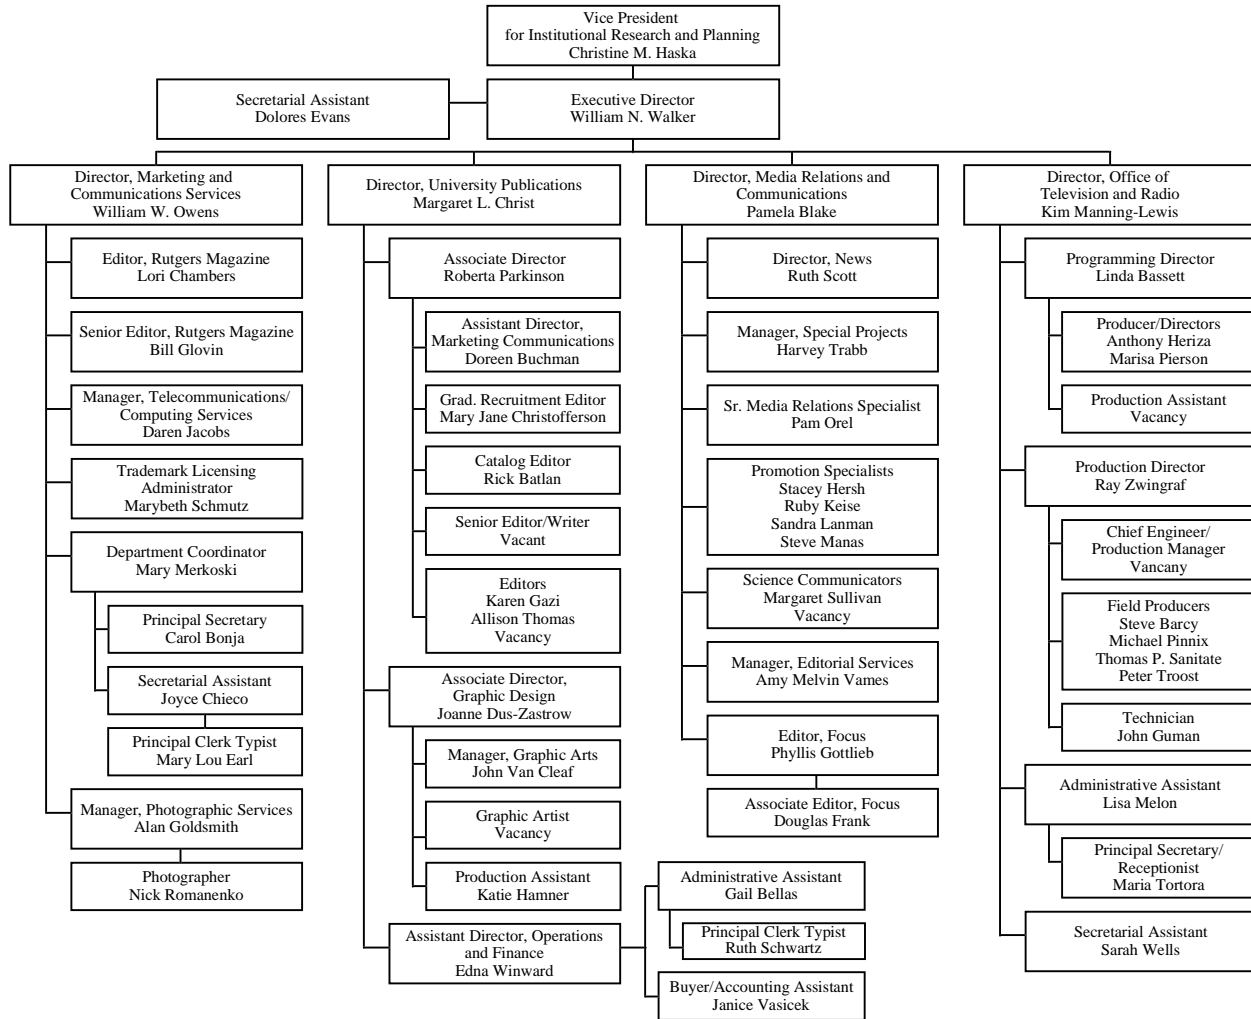 Vice President
for Institutional Research and Planning
Christine M. Haska
Secretarial Assistant
Dolores Evans
Executive Director
William N. Walker
Director, Marketing and
Communications Services
William W. Owens
Editor, Rutgers Magazine
Lori Chambers
Senior Editor, Rutgers Magazine
Bill Glovin
Manager, Telecommunications/
Computing Services
Daren Jacobs
Trademark Licensing
Administrator
Marybeth Schmutz
Department Coordinator
Mary Merkoski
Principal Secretary
Carol Bonja
Secretarial Assistant
Joyce Chieco
Principal Clerk Typist
Mary Lou Earl
Manager, Photographic Services
Alan Goldsmith
Photographer
Nick Romanenko
Director, University Publications
Margaret L. Christ
Associate Director
Roberta Parkinson
Assistant Director,
Marketing Communications
Doreen Buchman
Grad. Recruitment Editor
Mary Jane Christofferson
Catalog Editor
Rick Batlan
Senior Editor/Writer
Vacant
Editors
Karen Gazi
Allison Thomas
Vacancy
Associate Director,
Graphic Design
Joanne Dus-Zastrow
Manager, Graphic Arts
John Van Cleaf
Graphic Artist
Vacancy
Production Assistant
Katie Hamner
Assistant Director, Operations
and Finance
Edna Winward
Administrative Assistant
Gail Bellas
Principal Clerk Typist
Ruth Schwartz
Buyer/Accounting Assistant
Janice Vasicek
Director, Media Relations and
Communications
Pamela Blake
Director, News
Ruth Scott
Manager, Special Projects
Harvey Trabb
Sr. Media Relations Specialist
Pam Orel
Promotion Specialists
Stacey Hersh
Ruby Keise
Sandra Lanman
Steve Manas
Science Communicators
Margaret Sullivan
Vacancy
Manager, Editorial Services
Amy Melvin Vames
Editor, Focus
Phyllis Gottlieb
Associate Editor, Focus
Douglas Frank
Director, Office of
Television and Radio
Kim Manning-Lewis
Programming Director
Linda Bassett
Producer/Directors
Anthony Heriza
Marisa Pierson
Production Assistant
Vacancy
Production Director
Ray Zwingraf
Chief Engineer/
Production Manager
Vancany
Field Producers
Steve Barcy
Michael Pinnix
Thomas P. Sanitate
Peter Troost
Technician
John Guman
Administrative Assistant
Lisa Melon
Principal Secretary/
Receptionist
Maria Tortora
Secretarial Assistant
Sarah Wells